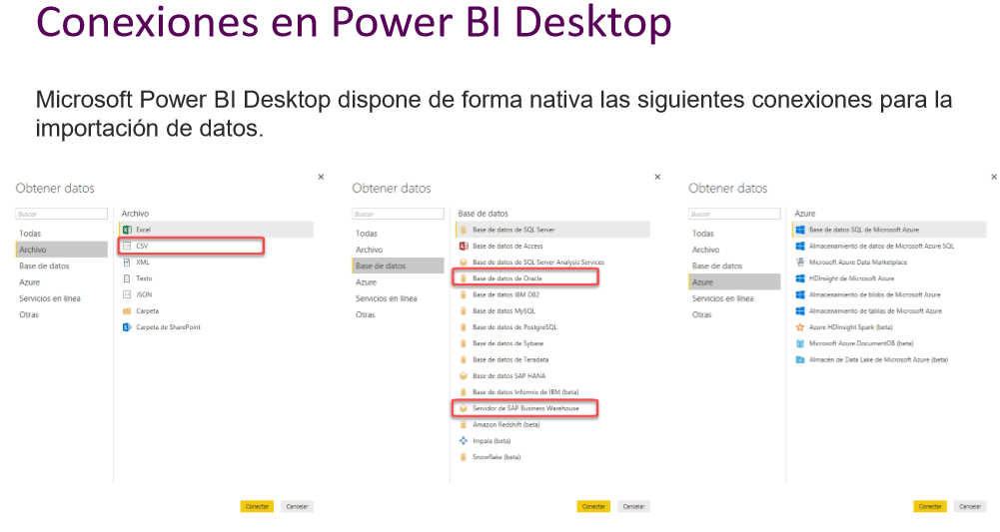 Conexiones en Power BI Desktop
Microsoft Power BI Desktop dispone de forma nativa las siguientes conexiones para la
importación de datos.
Obtener datos
Buscar
Todas
Archivo
Base de datos
Azure
Servicios en línea
Otras
Archivo
Excel
CSV
XML
Texto
JSON
Carpeta
Carpeta de SharePoint
Conectar
Cancelar
Obtener datos
Buscar
Todas
Archivo
Base de datos
Azure
Servicios en línea
Otras
Base de datos
Base de datos de SQL Server
Base de datos de Access
Base de datos de SQL Server Analysis Services
Base de datos de Oracle
Base de datos IBM DB2
Base de datos MySQL
Base de datos de PostgreSQL
Base de datos de Sybase
Base de datos de Teradata
Base de datos SAP HANA
Base de datos Informix de IBM (beta)
Servidor de SAP Business Warehouse
Amazon Redshift (beta)
Impala (beta)
Snowflake (beta)
Conectar
Cancelar
Obtener datos
Buscar
Todas
Archivo
Base de datos
Azure
Servicios en línea
Otras
Azure
Base de datos SQL de Microsoft Azure
Almacenamiento de datos de Microsoft Azure SQL
Microsoft Azure Data Marketplace
HDInsight de Microsoft Azure
Almacenamiento de blobs de Microsoft Azure
Almacenamiento de tablas de Microsoft Azure
Azure HDInsight Spark (beta)
Microsoft Azure DocumentDB (beta)
Almacén de Data Lake de Microsoft Azure (beta)
Conectar
Cancelar